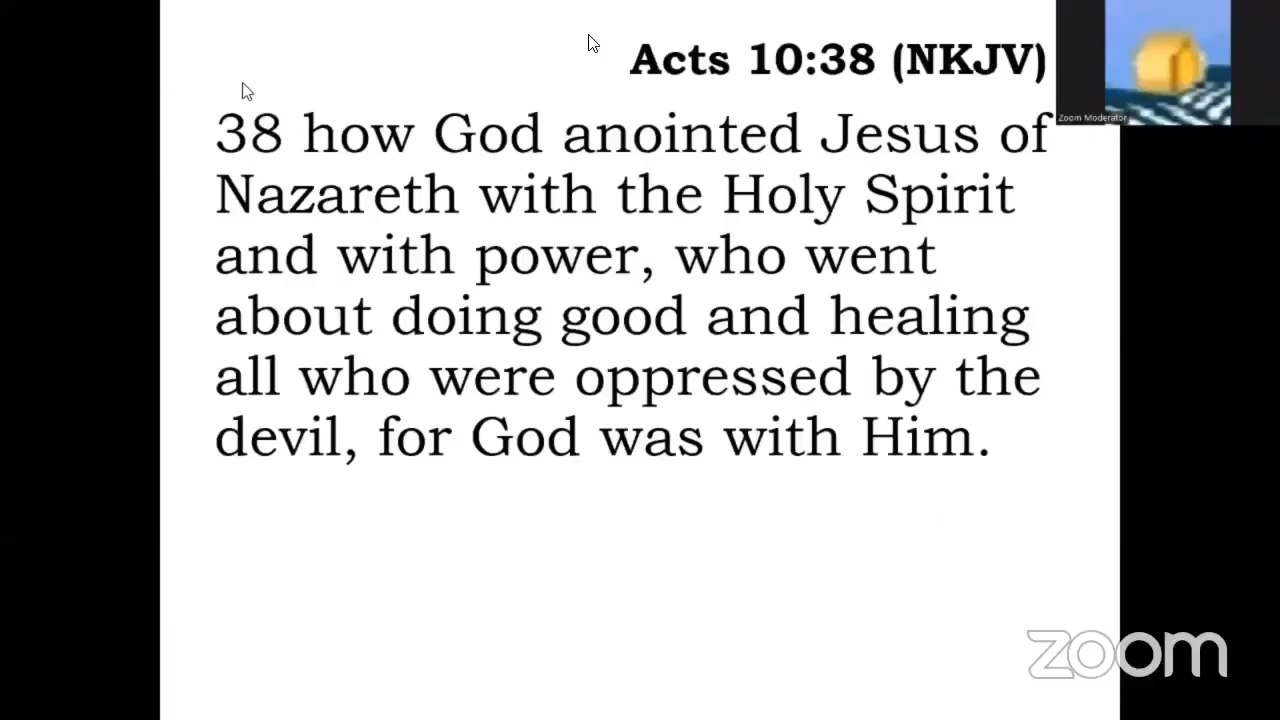 Acts 10:38 (NKJV)
Zoom Moderator
38 how God anointed Jesus of
Nazareth with the Holy Spirit
and with power, who went
about doing good and healing
all who were oppressed by the
devil, for God was with Him.
zoom